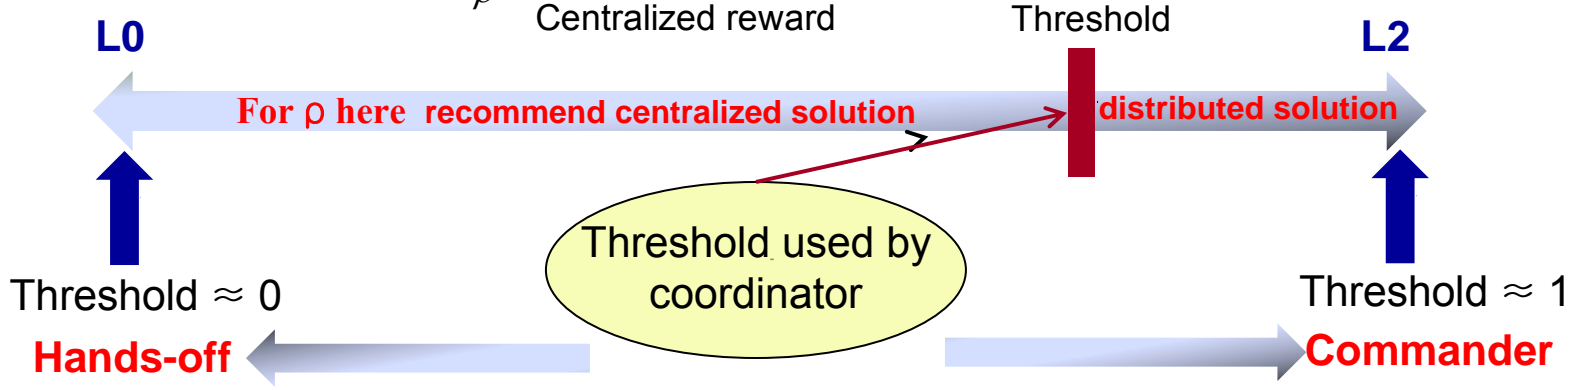 ρ
Centralized reward
Threshold
L0
L2
For ρ here recommend centralized solution
distributed solution
Threshold used by
coordinator
Threshold ≈ 0
Threshold ≈ 1
Hands-off
Commander